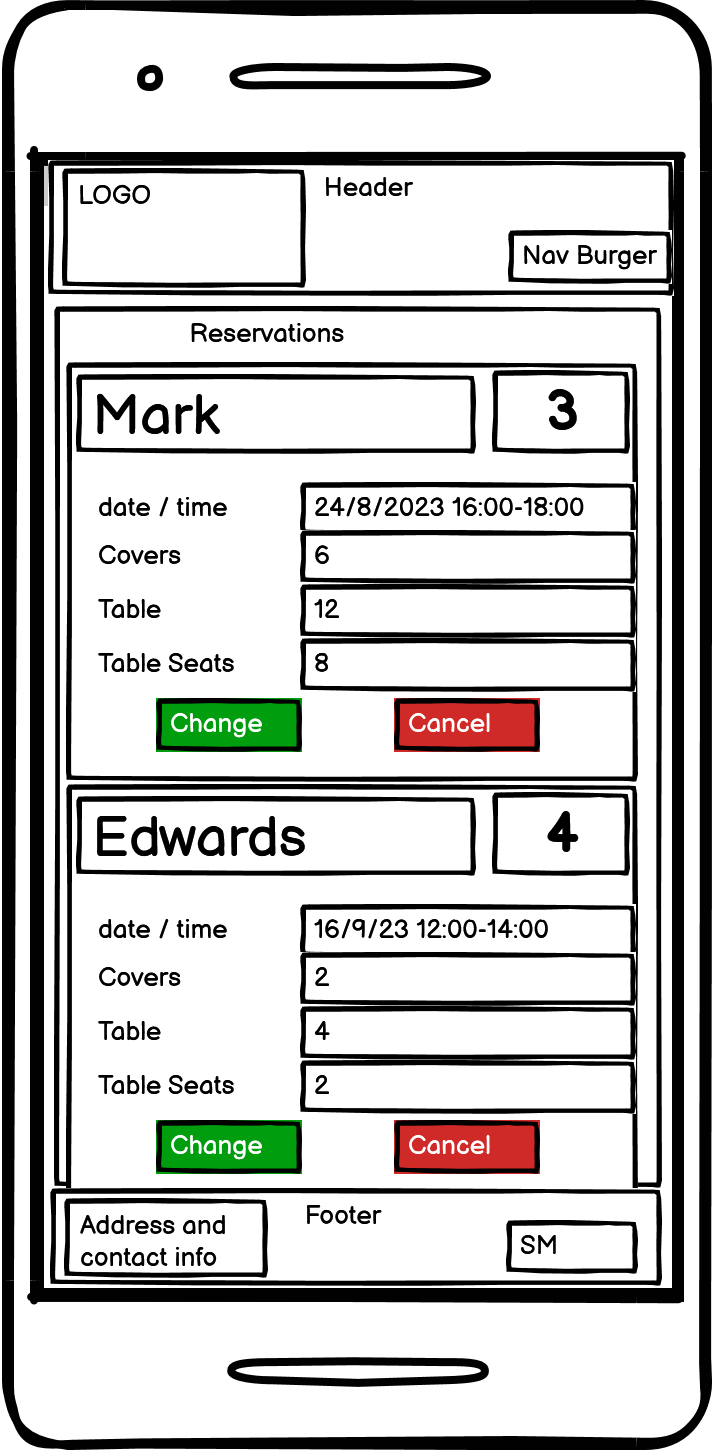 LOGO
Header
Nav Burger
Reservations
Mark
3
date / time
24/8/2023 16:00-18:00
Covers
6
Table
12
Table Seats
8
Change
Cancel
Edwards
4
date / time
16/9/23 12:00-14:00
Covers
2
Table
4
Table Seats
2
Change
Cancel
Address and
contact info
Footer
SM